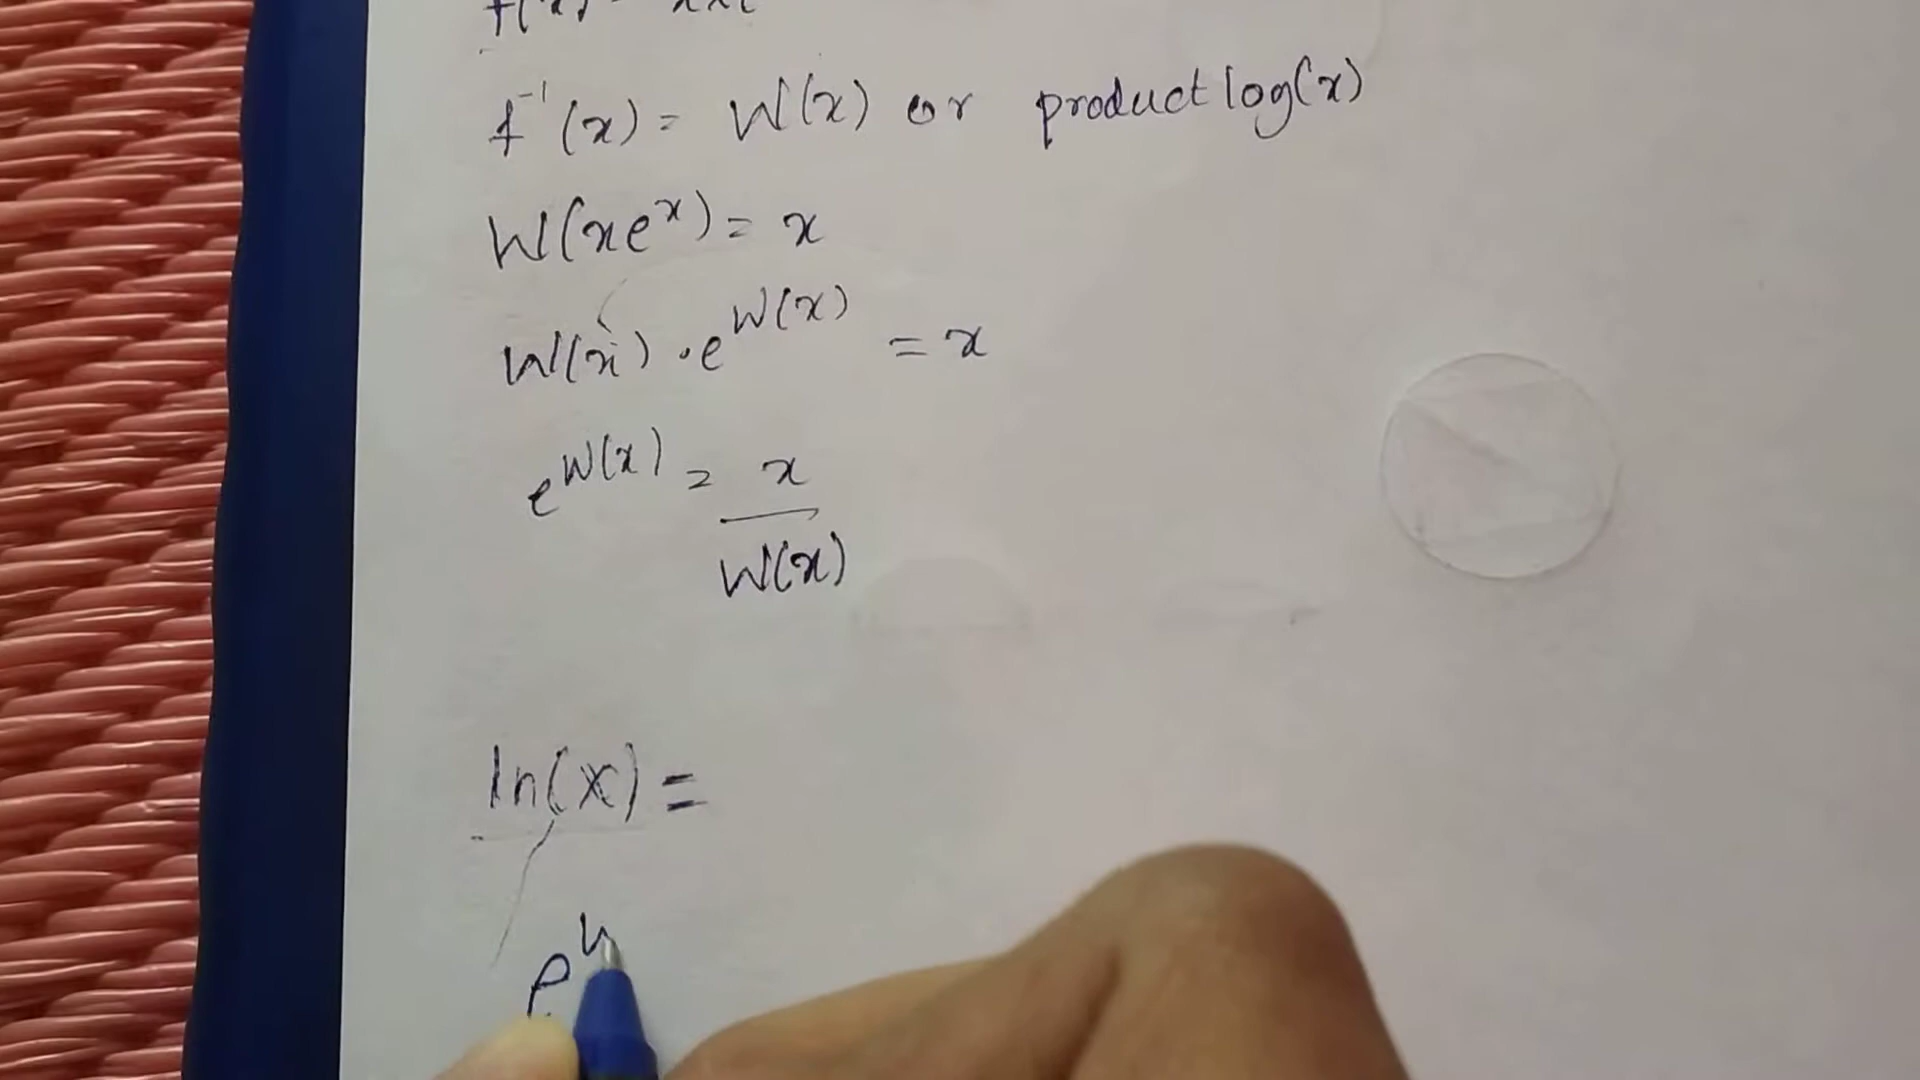 f⁻¹(x) = W(x) or productlog(x)
W(xeˣ) = x
W(x) · e^W(x) = x
e^W(x) = x / W(x)
ln(x) =
e